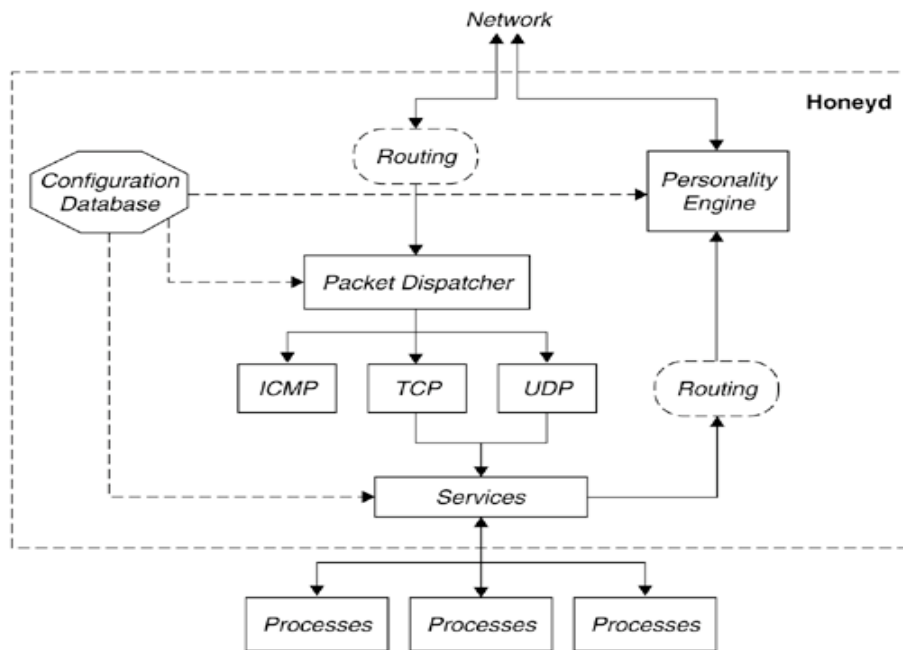 Network
Honeyd
Routing
Configuration
Database
Personality
Engine
Packet Dispatcher
ICMP
TCP
UDP
Routing
Services
Processes
Processes
Processes